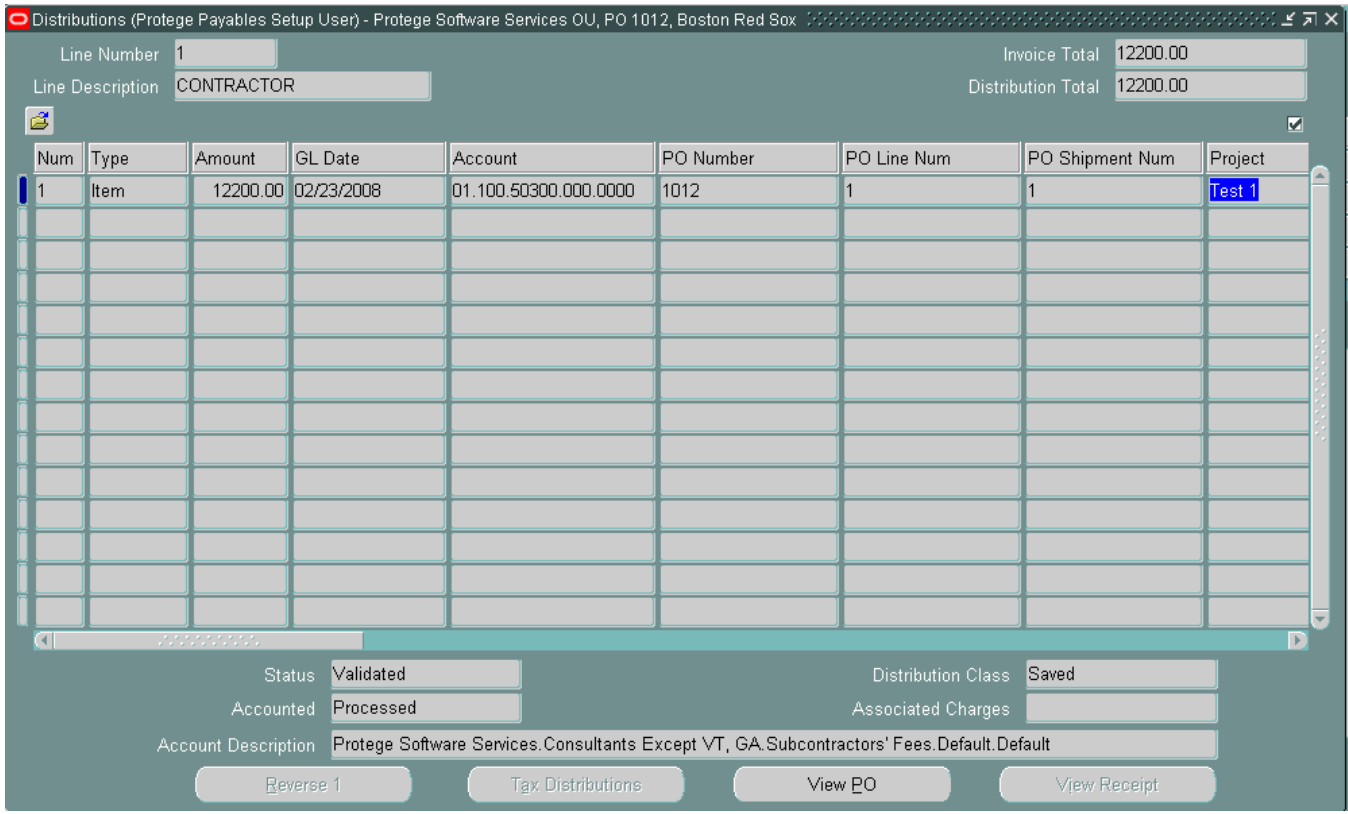 Distributions (Protege Payables Setup User) - Protege Software Services OU, PO 1012, Boston Red Sox
Line Number 1 Invoice Total 12200.00
Line Description CONTRACTOR Distribution Total 12200.00
Num Type Amount GL Date Account PO Number PO Line Num PO Shipment Num Project
1 Item 12200.00 02/23/2008 01.100.50300.000.0000 1012 1 1 Test 1
Status Validated Distribution Class Saved
Accounted Processed Associated Charges
Account Description Protege Software Services.Consultants Except VT, GA.Subcontractors' Fees.Default.Default
Reverse 1 Tax Distributions View PO View Receipt